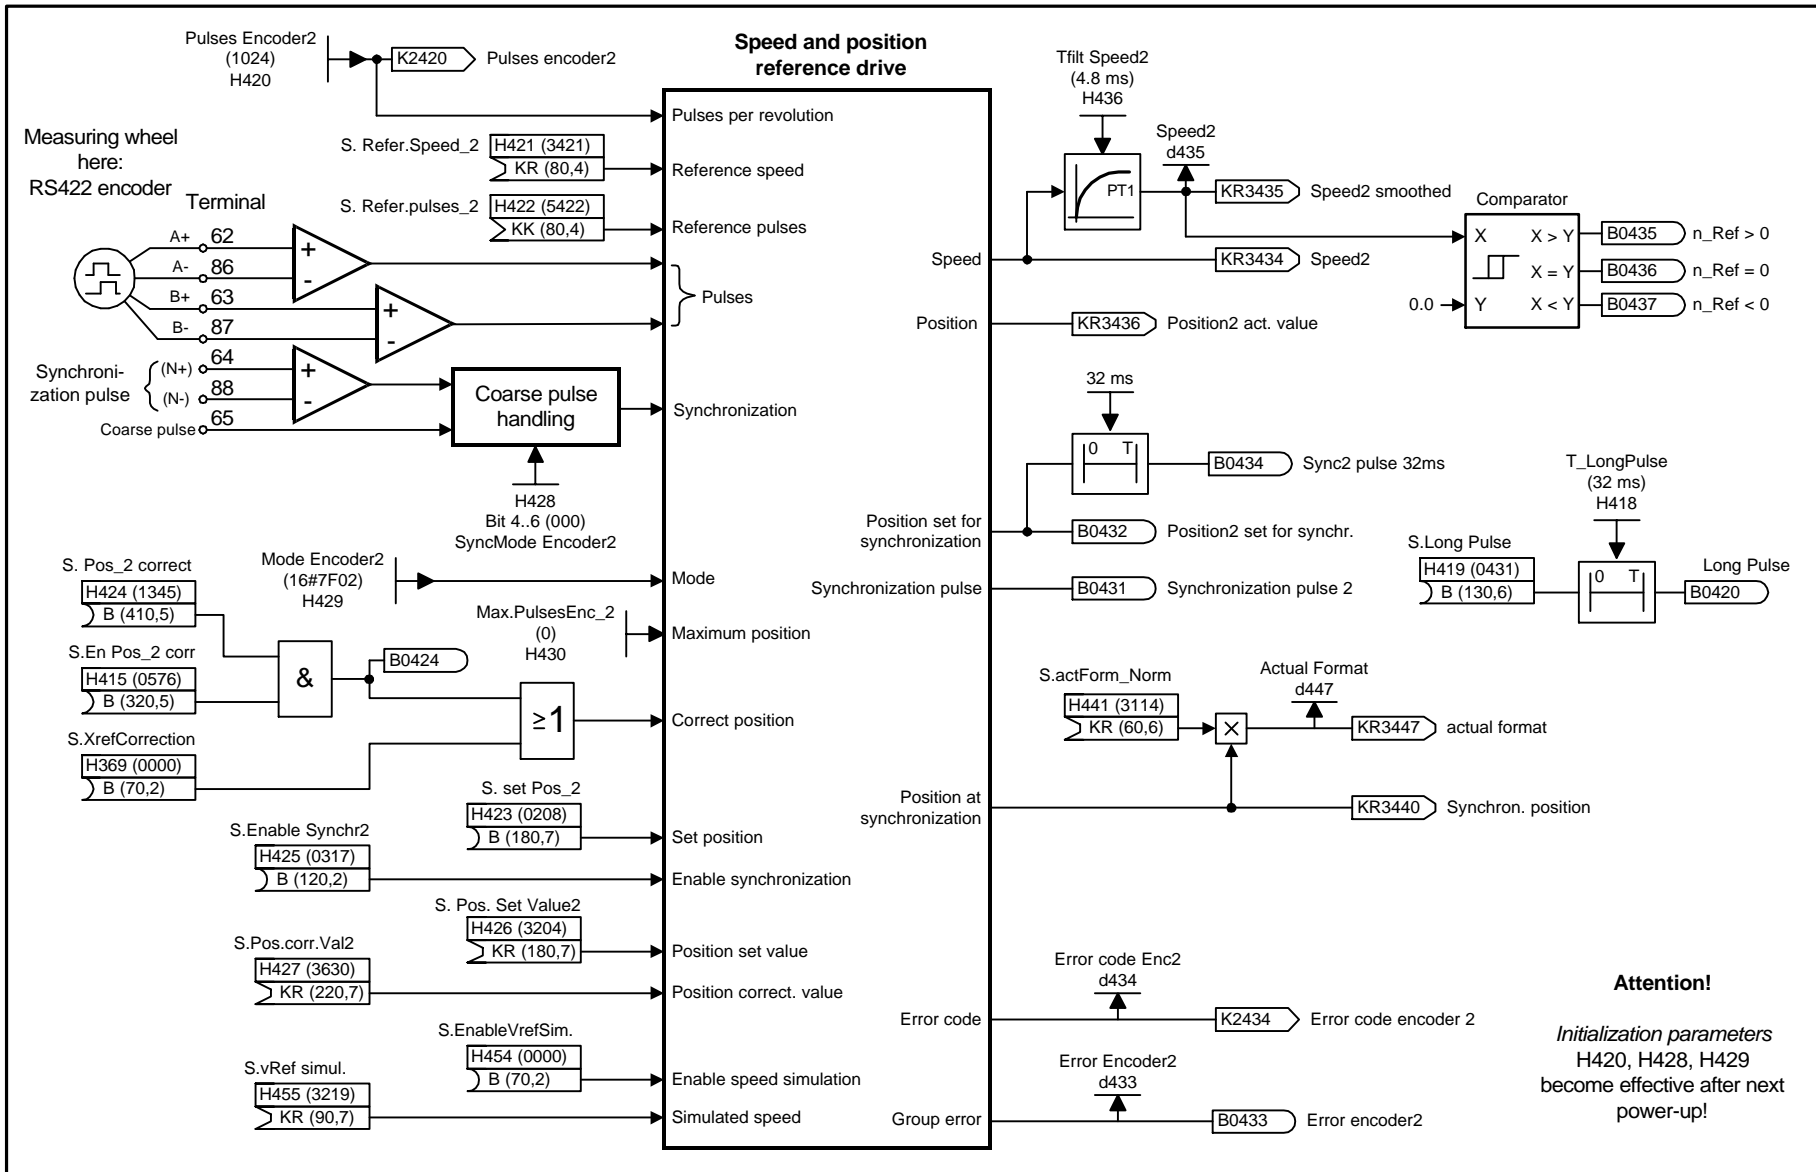 Pulses Encoder2
(1024)
H420
K2420
Pulses encoder2
Speed and position
reference drive
Tfilt Speed2
(4.8 ms)
H436
Measuring wheel
here:
RS422 encoder
S. Refer.Speed_2
H421 (3421)
KR (80,4)
S. Refer.pulses_2
H422 (5422)
KK (80,4)
Pulses per revolution
Reference speed
Reference pulses
Pulses
Synchronization
Terminal
A+ 62
A- 86
B+ 63
B- 87
(N+) 64
(N-) 88
Synchroni-
zation pulse
Coarse pulse 65
+
-
+
-
+
-
Coarse pulse
handling
H428
Bit 4..6 (000)
SyncMode Encoder2
Mode Encoder2
(16#7F02)
H429
Mode
Max.PulsesEnc_2
(0)
H430
Maximum position
S. Pos_2 correct
H424 (1345)
B (410,5)
S.En Pos_2 corr
H415 (0576)
B (320,5)
&
B0424
≥1
Correct position
S.XrefCorrection
H369 (0000)
B (70,2)
S. set Pos_2
H423 (0208)
B (180,7)
Set position
S.Enable Synchr2
H425 (0317)
B (120,2)
Enable synchronization
S. Pos. Set Value2
H426 (3204)
KR (180,7)
Position set value
S.Pos.corr.Val2
H427 (3630)
KR (220,7)
Position correct. value
S.EnableVrefSim.
H454 (0000)
B (70,2)
Enable speed simulation
S.vRef simul.
H455 (3219)
KR (90,7)
Simulated speed
Speed
PT1
Speed2
d435
KR3435
Speed2 smoothed
KR3434
Speed2
Comparator
X
Y
0.0
X > Y
X = Y
X < Y
B0435
n_Ref > 0
B0436
n_Ref = 0
B0437
n_Ref < 0
Position
KR3436
Position2 act. value
32 ms
0 T
B0434
Sync2 pulse 32ms
Position set for
synchronization
B0432
Position2 set for synchr.
Synchronization pulse
B0431
Synchronization pulse 2
T_LongPulse
(32 ms)
H418
S.Long Pulse
H419 (0431)
B (130,6)
0 T
Long Pulse
B0420
S.actForm_Norm
H441 (3114)
KR (60,6)
×
Actual Format
d447
KR3447
actual format
Position at
synchronization
KR3440
Synchron. position
Error code Enc2
d434
Error code
K2434
Error code encoder 2
Error Encoder2
d433
Group error
B0433
Error encoder2
Attention!
Initialization parameters
H420, H428, H429
become effective after next
power-up!